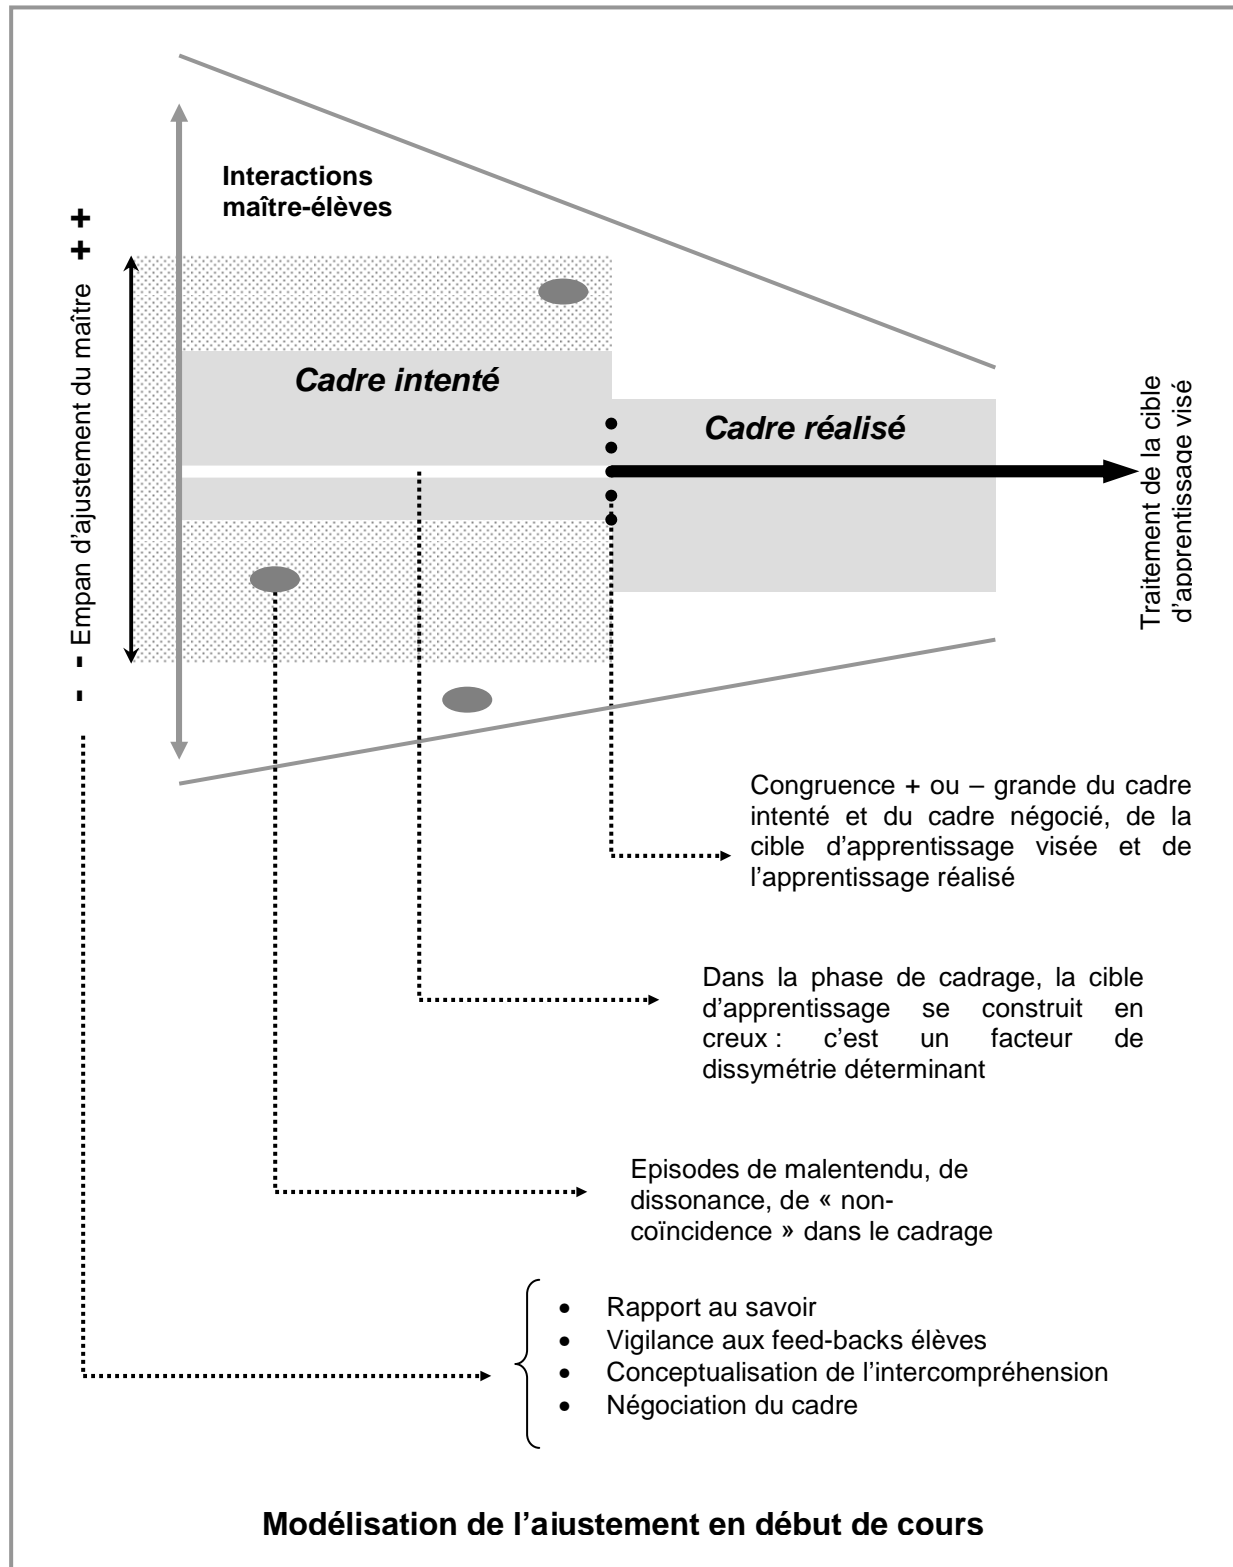 Interactions
maître-élèves
- - Empan d'ajustement du maître + +
Cadre intenté
Cadre réalisé
Traitement de la cible
d'apprentissage visé
Congruence + ou – grande du cadre
intenté et du cadre négocié, de la
cible d'apprentissage visée et de
l'apprentissage réalisé
Dans la phase de cadrage, la cible
d'apprentissage se construit en
creux : c'est un facteur de
dissymétrie déterminant
Episodes de malentendu, de
dissonance, de « non-
coïncidence » dans le cadrage
• Rapport au savoir
• Vigilance aux feed-backs élèves
• Conceptualisation de l'intercompréhension
• Négociation du cadre
Modélisation de l'ajustement en début de cours